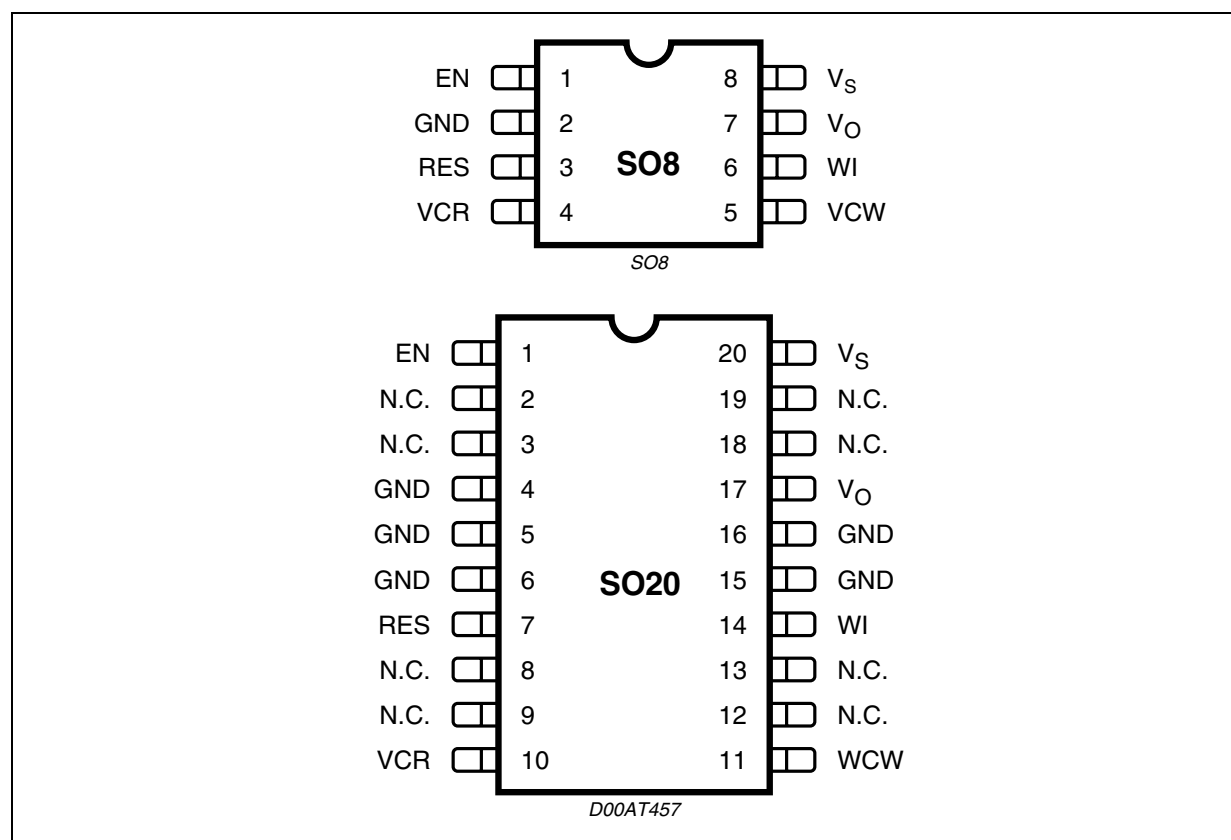 EN 1 8 VS
GND 2 7 VO
RES 3 SO8 6 WI
VCR 4 5 VCW
SO8
EN 1 20 VS
N.C. 2 19 N.C.
N.C. 3 18 N.C.
GND 4 17 VO
GND 5 16 GND
GND 6 SO20 15 GND
RES 7 14 WI
N.C. 8 13 N.C.
N.C. 9 12 N.C.
VCR 10 11 WCW
D00AT457